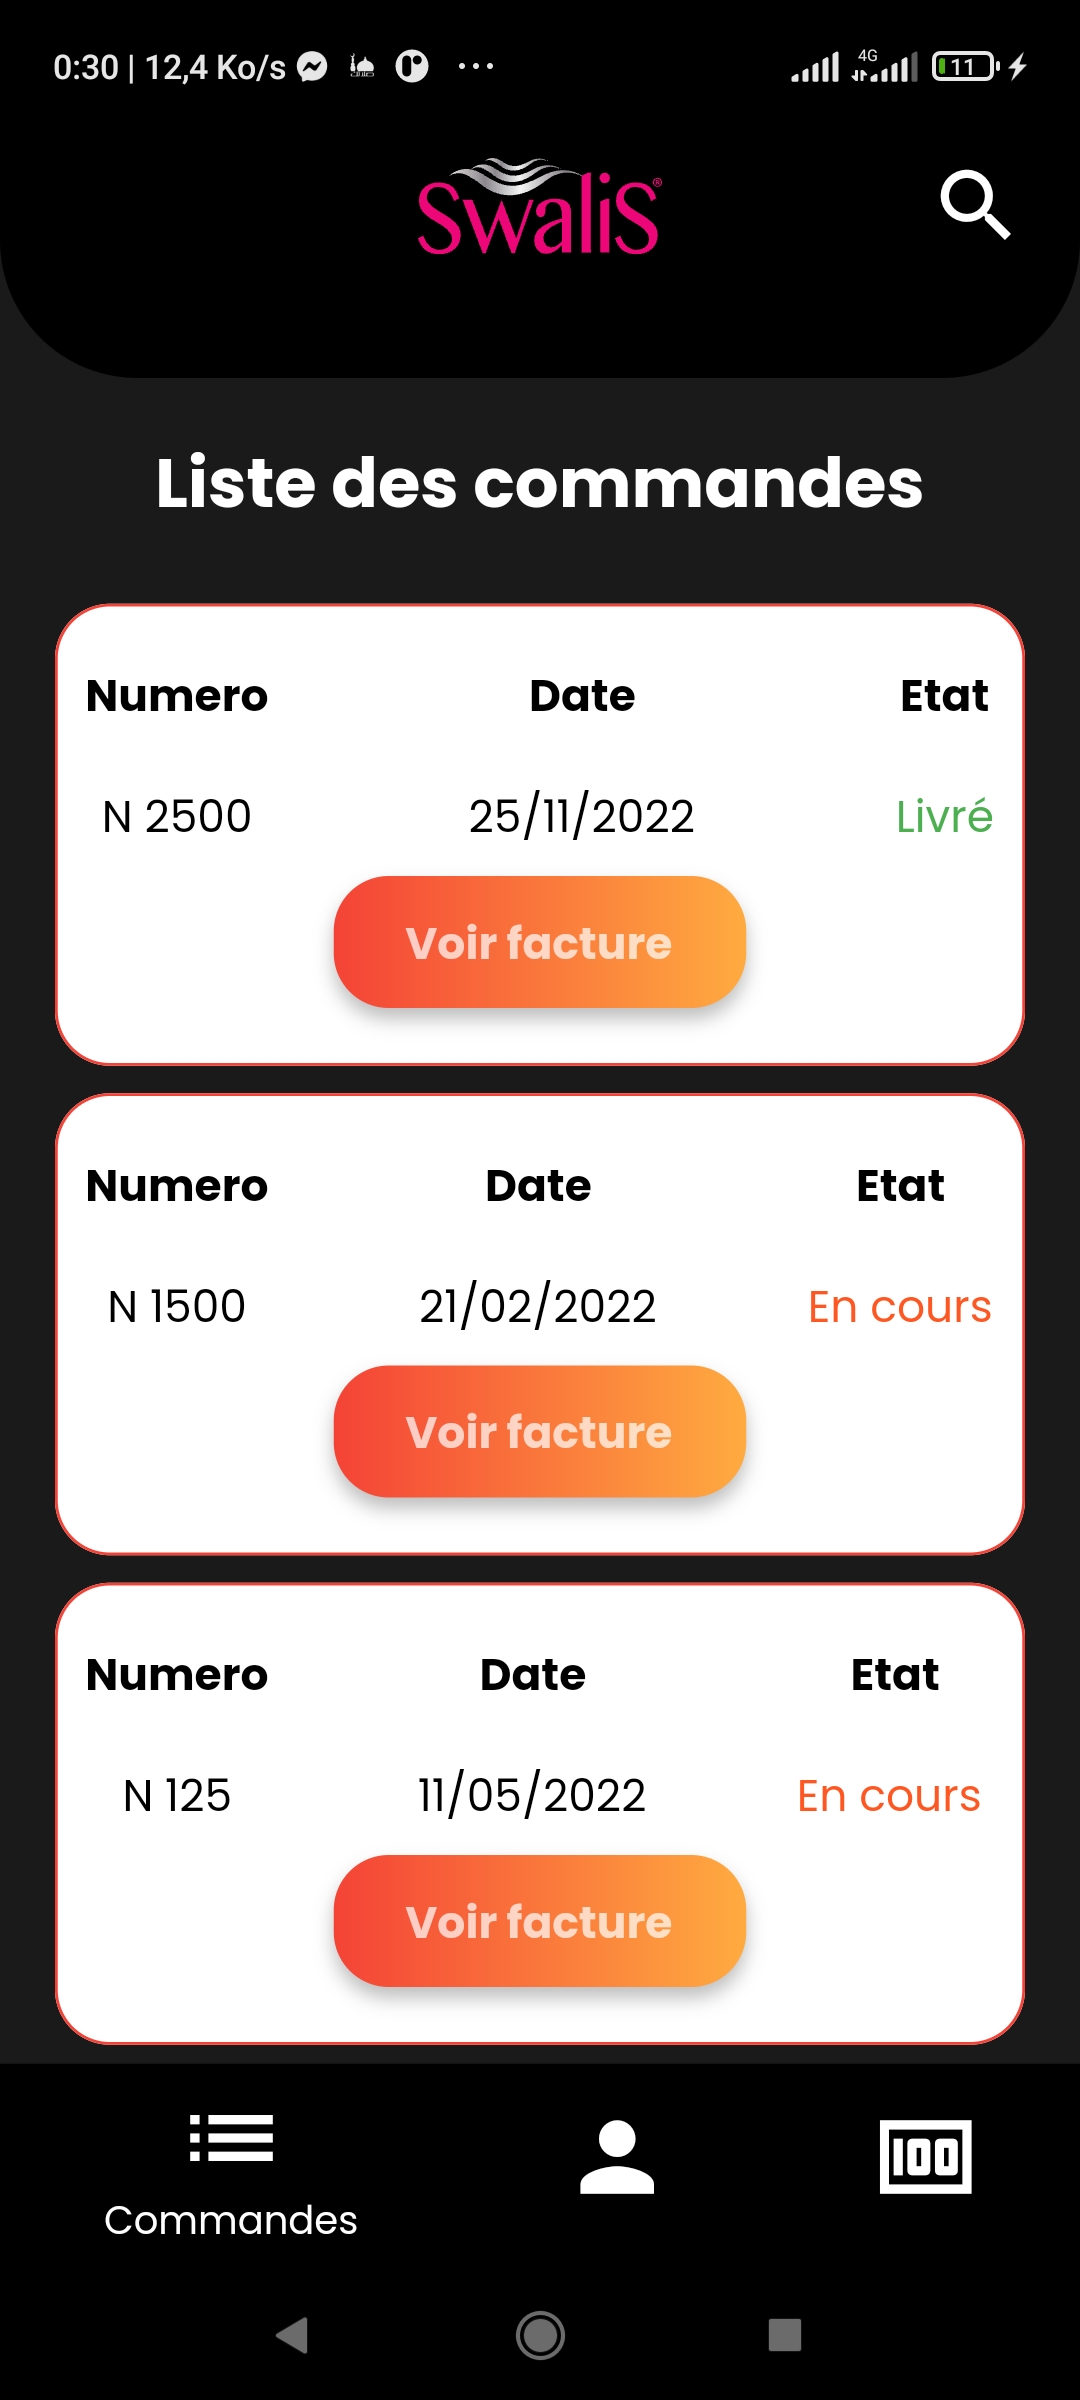 0:30 | 12,4 Ko/s
4G
11
SwaliS®
Liste des commandes
Numero Date Etat
N 2500 25/11/2022 Livré
Voir facture
Numero Date Etat
N 1500 21/02/2022 En cours
Voir facture
Numero Date Etat
N 125 11/05/2022 En cours
Voir facture
100
Commandes